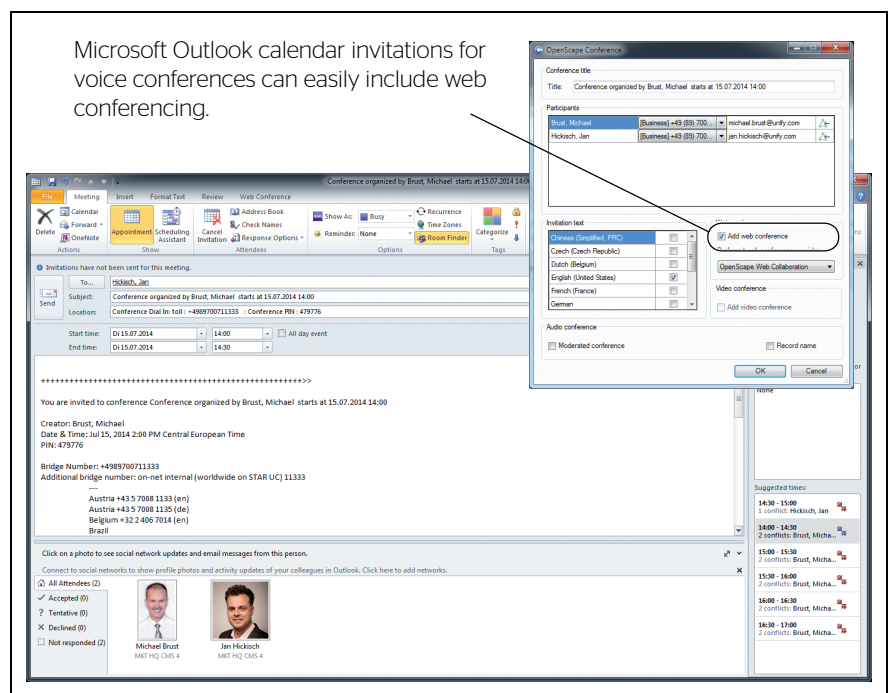 Microsoft Outlook calendar invitations for
voice conferences can easily include web
conferencing.
OpenScape Conference
Conference title
Title: Conference organized by Brust, Michael starts at 15.07.2014 14:00
Participants
Brust, Michael [Business] +49 (89) 700... michael.brust@unify.com
Hickisch, Jan [Business] +49 (89) 700... jan.hickisch@unify.com
Invitation text
Chinese (Simplified, PRC)
Czech (Czech Republic)
Dutch (Belgium)
English (United States)
French (France)
German
Add web conference
OpenScape Web Collaboration
Video conference
Add video conference
Audio conference
Moderated conference
Record name
OK Cancel
Conference organized by Brust, Michael starts at 15.07.2014 14:00
File Meeting Insert Format Text Review Web Conference
Delete
Calendar
Forward
OneNote
Actions
Appointment
Scheduling
Assistant
Show
Cancel
Invitation
Address Book
Check Names
Response Options
Attendees
Show As: Busy
Reminder: None
Recurrence
Time Zones
Room Finder
Options
Categorize
Tags
Invitations have not been sent for this meeting.
Send
To... Hickisch, Jan
Subject: Conference organized by Brust, Michael starts at 15.07.2014 14:00
Location: Conference Dial In: toll : +4989700711333 : Conference PIN : 479776
Start time: Di 15.07.2014 14:00 All day event
End time: Di 15.07.2014 14:30
++++++++++++++++++++++++++++++++++++++++++++++++++++++>>
You are invited to conference Conference organized by Brust, Michael starts at 15.07.2014 14:00
Creator: Brust, Michael
Date & Time: Jul 15, 2014 2:00 PM Central European Time
PIN: 479776
Bridge Number: +4989700711333
Additional bridge number: on-net internal (worldwide on STAR UC) 11333
---
Austria +43 5 7008 1133 (en)
Austria +43 5 7008 1135 (de)
Belgium +32 2 406 7014 (en)
Brazil
None
Suggested times:
14:30 - 15:00
1 conflict: Hickisch, Jan
14:00 - 14:30
2 conflicts: Brust, Micha...
15:00 - 15:30
2 conflicts: Brust, Micha...
15:30 - 16:00
2 conflicts: Brust, Micha...
16:00 - 16:30
2 conflicts: Brust, Micha...
16:30 - 17:00
2 conflicts: Brust, Micha...
Click on a photo to see social network updates and email messages from this person.
Connect to social networks to show profile photos and activity updates of your colleagues in Outlook. Click here to add networks.
All Attendees (2)
Accepted (0)
Tentative (0)
Declined (0)
Not responded (2)
Michael Brust
MKT HQ CMS 4
Jan Hickisch
MKT HQ CMS 4